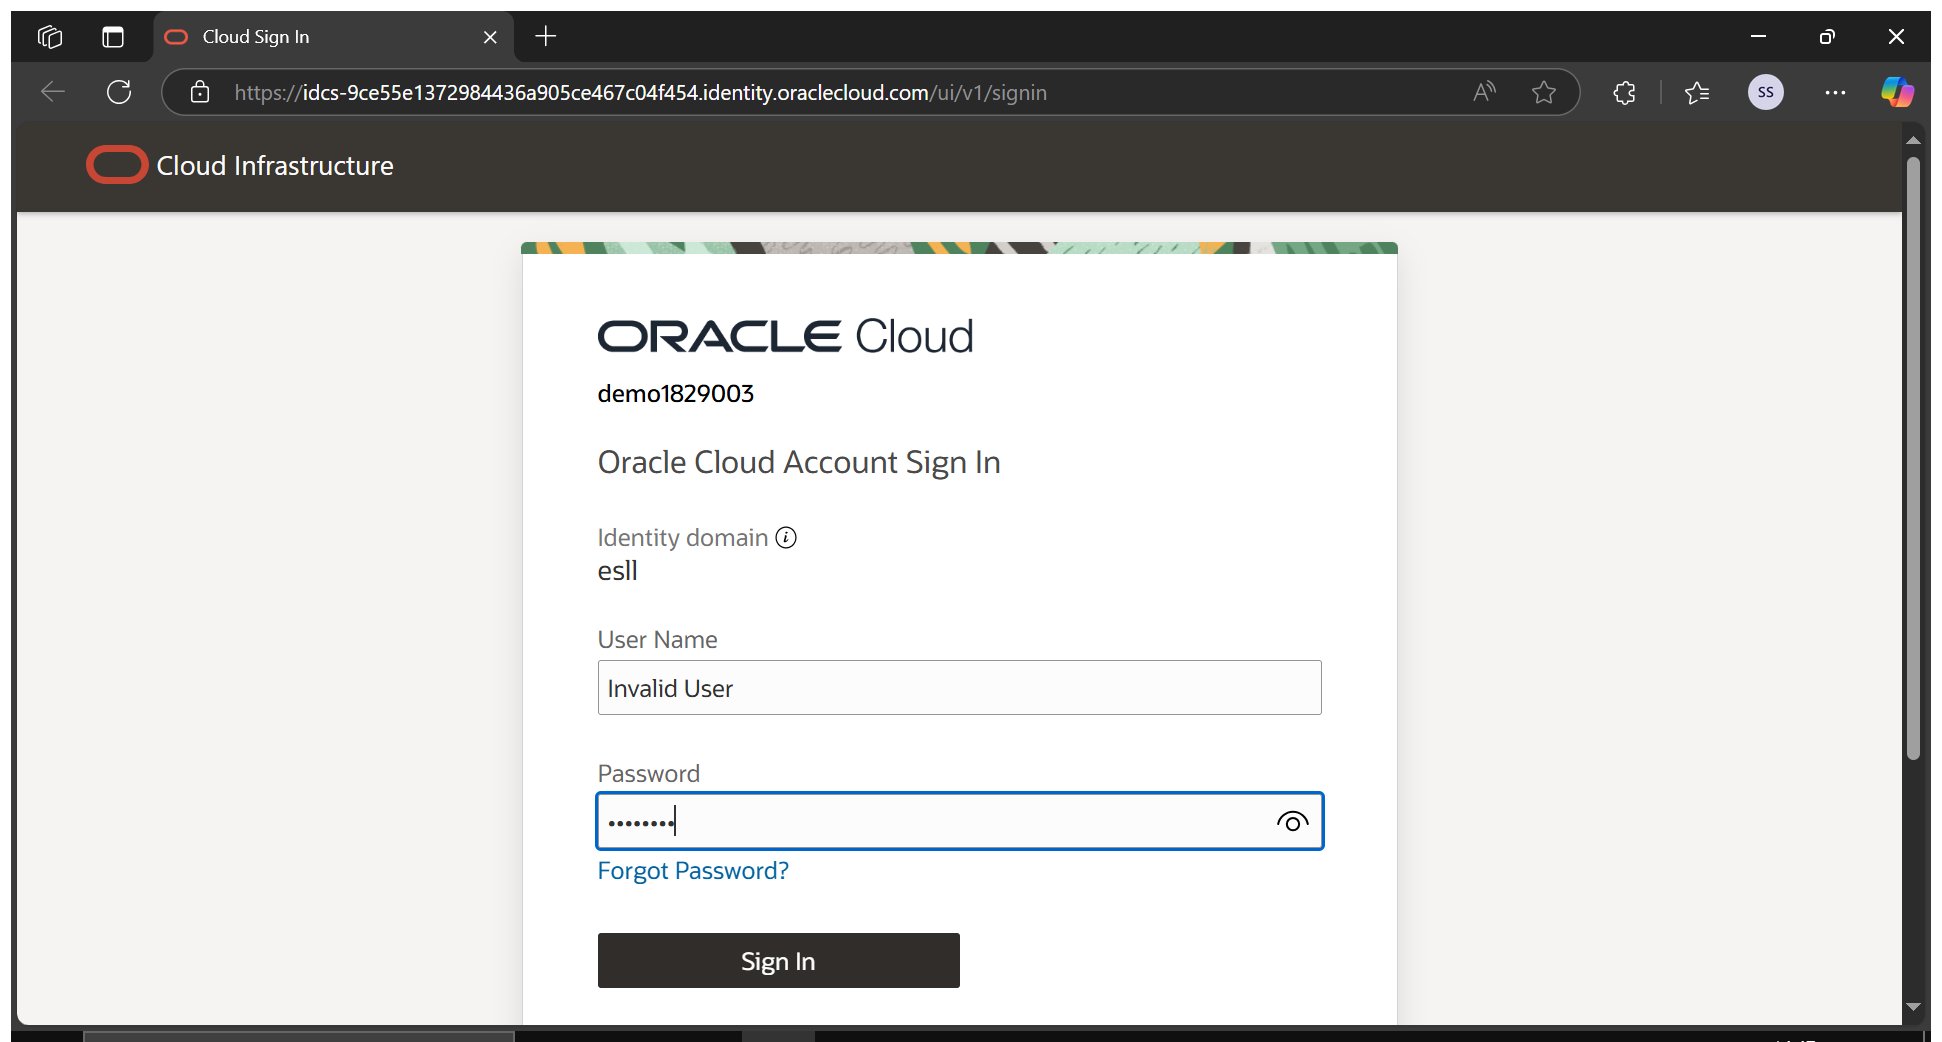 Cloud Sign In
https://idcs-9ce55e1372984436a905ce467c04f454.identity.oraclecloud.com/ui/v1/signin
SS
Cloud Infrastructure
ORACLE Cloud
demo1829003
Oracle Cloud Account Sign In
Identity domain
esll
User Name
Invalid User
Password
••••••••
Forgot Password?
Sign In